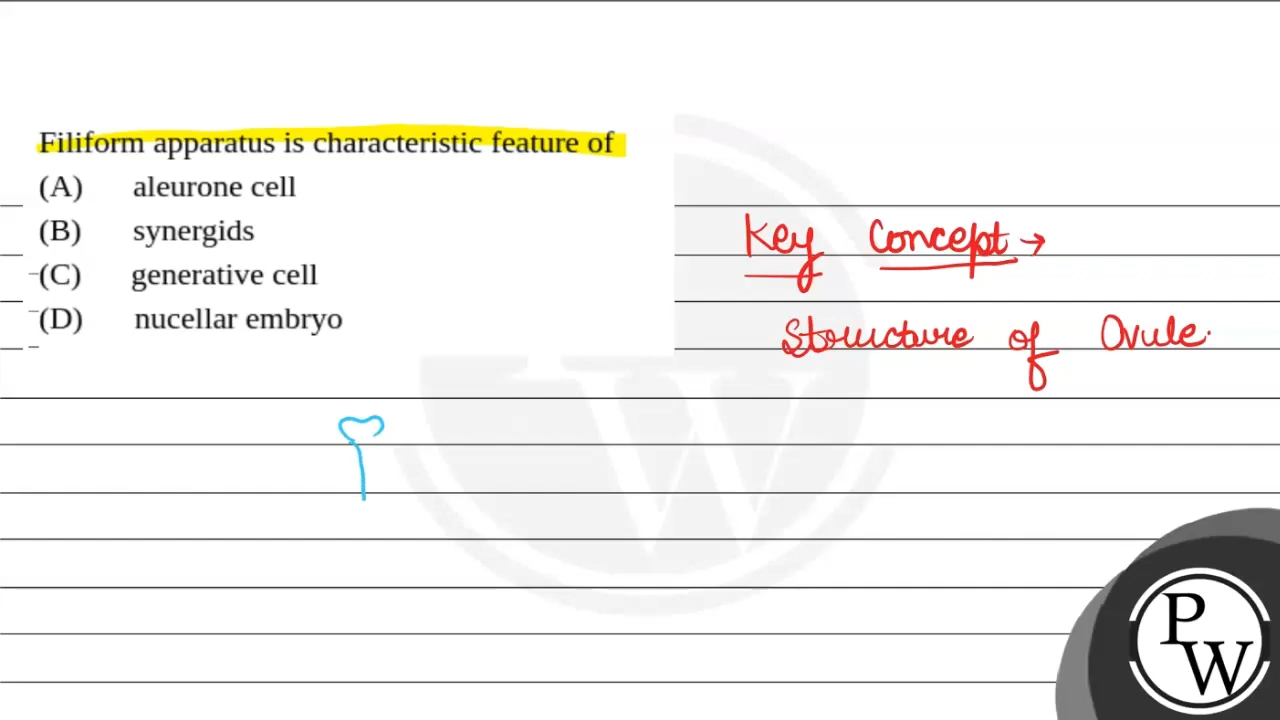 Filiform apparatus is characteristic feature of
(A) aleurone cell
(B) synergids
(C) generative cell
(D) nucellar embryo
Key Concept →
Structure of Ovule.
W
P
W